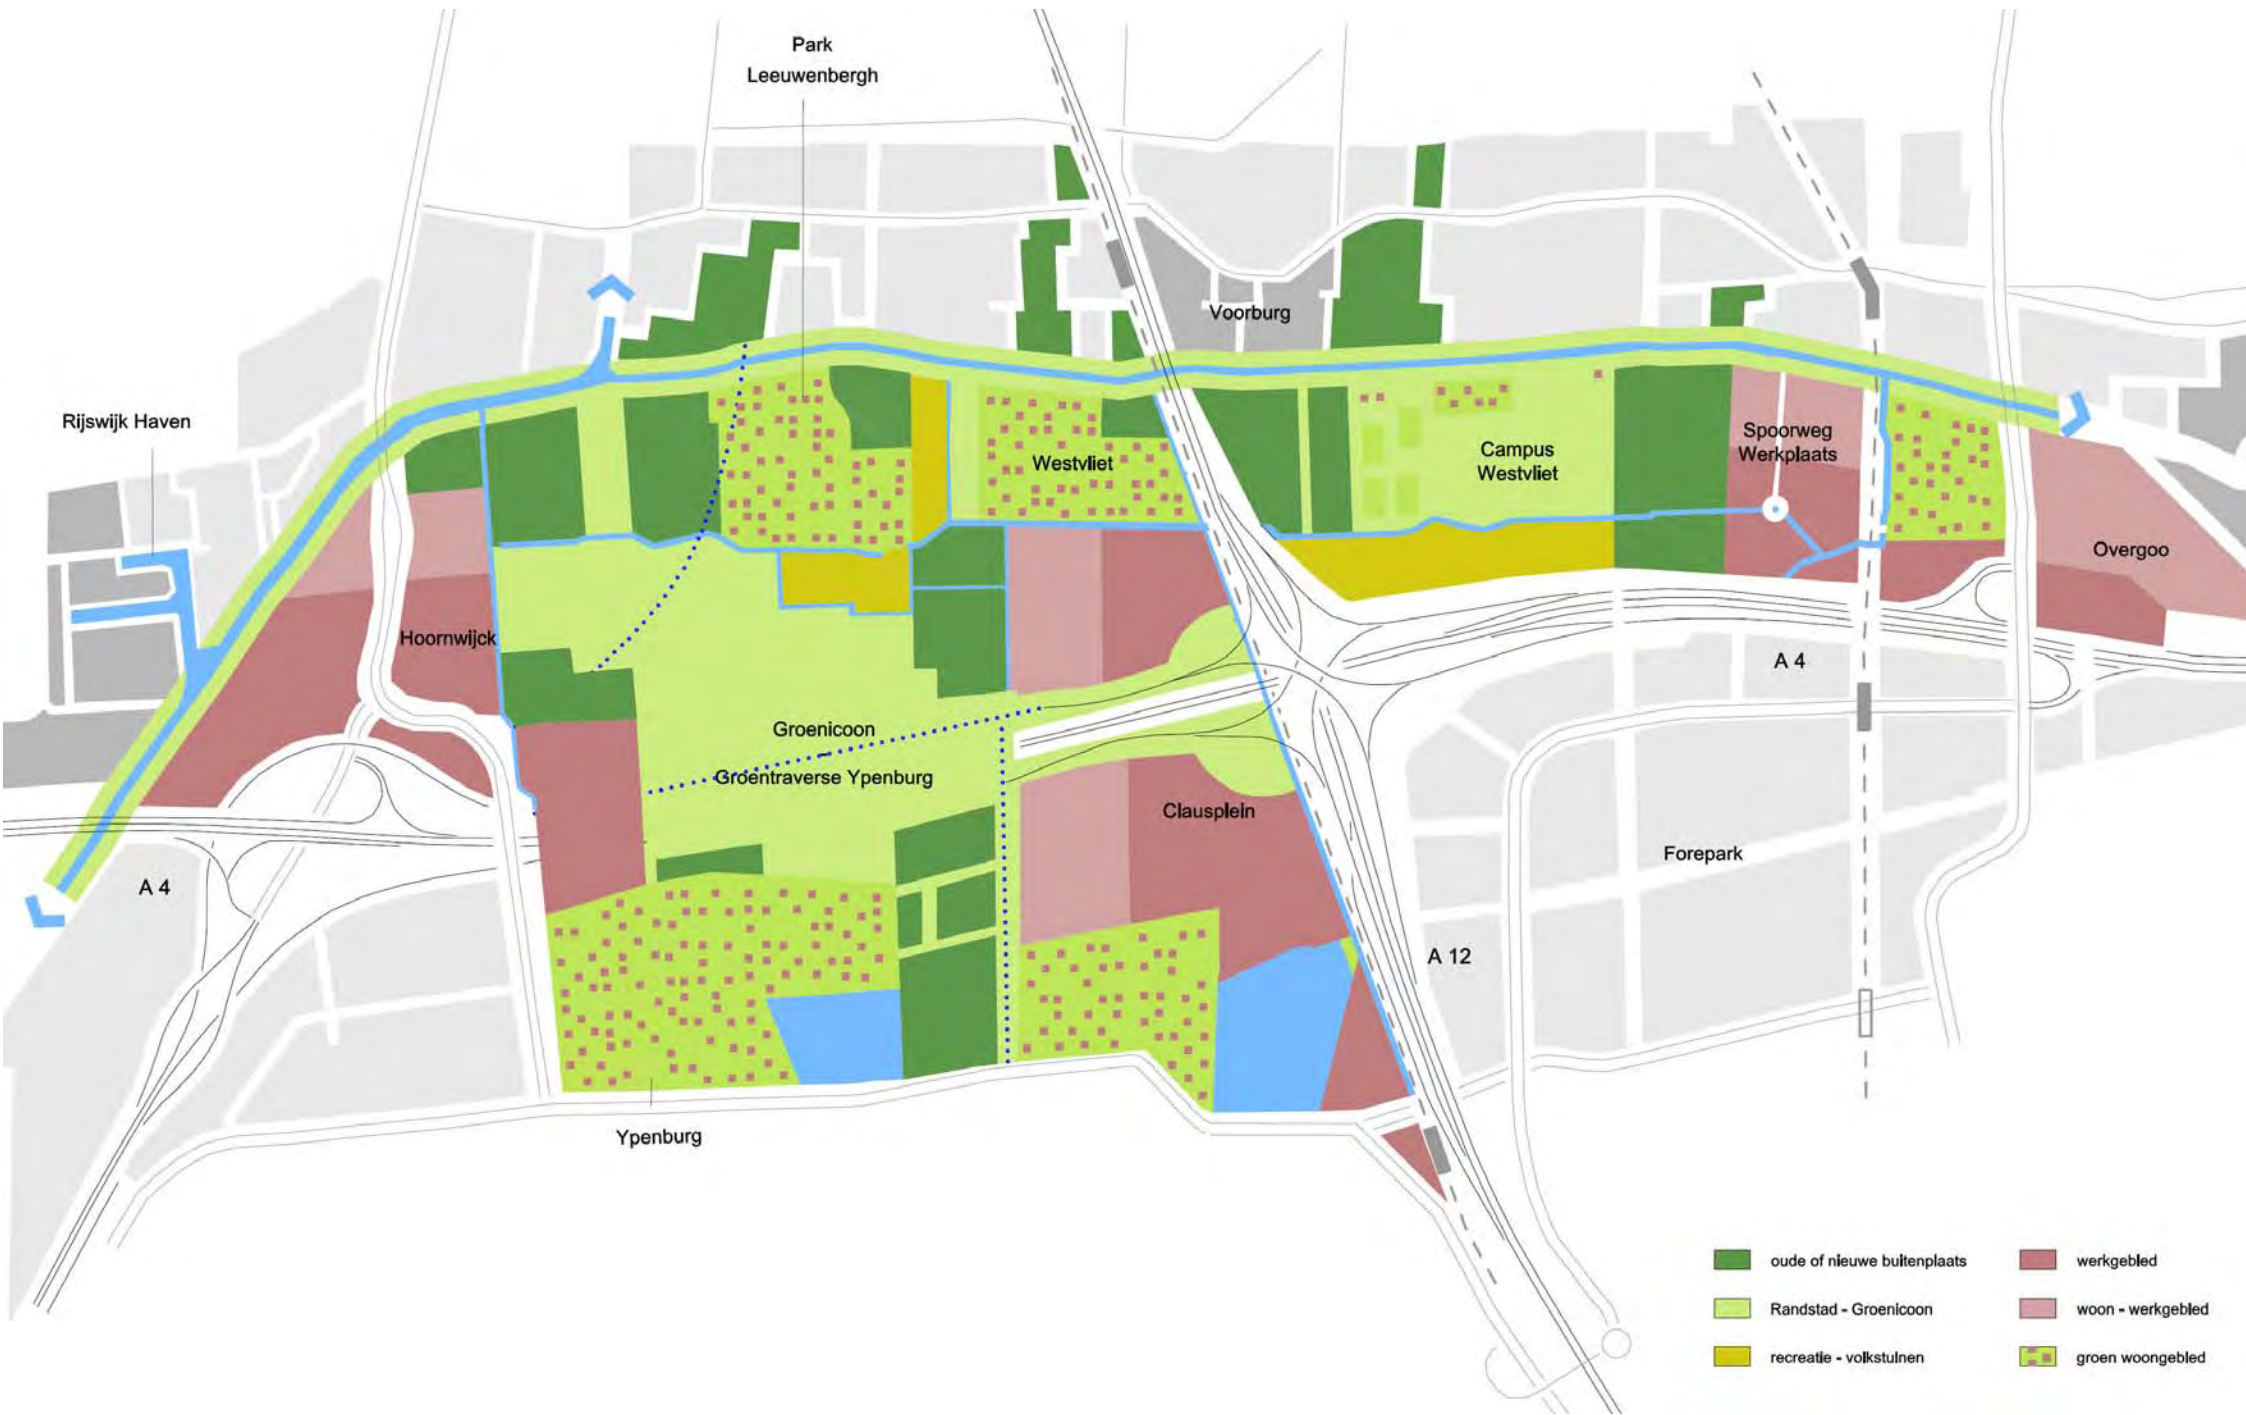 Park
Leeuwenbergh
Voorburg
Rijswijk Haven
Westvliet
Campus
Westvliet
Spoorweg
Werkplaats
Overgoo
Hoornwijck
A 4
Groenicoon
-
Groentraverse Ypenburg
Clausplein
Forepark
A 4
A 12
Ypenburg
oude of nieuwe buitenplaats
werkgebied
Randstad - Groenicoon
woon - werkgebied
recreatie - volkstuinen
groen woongebied